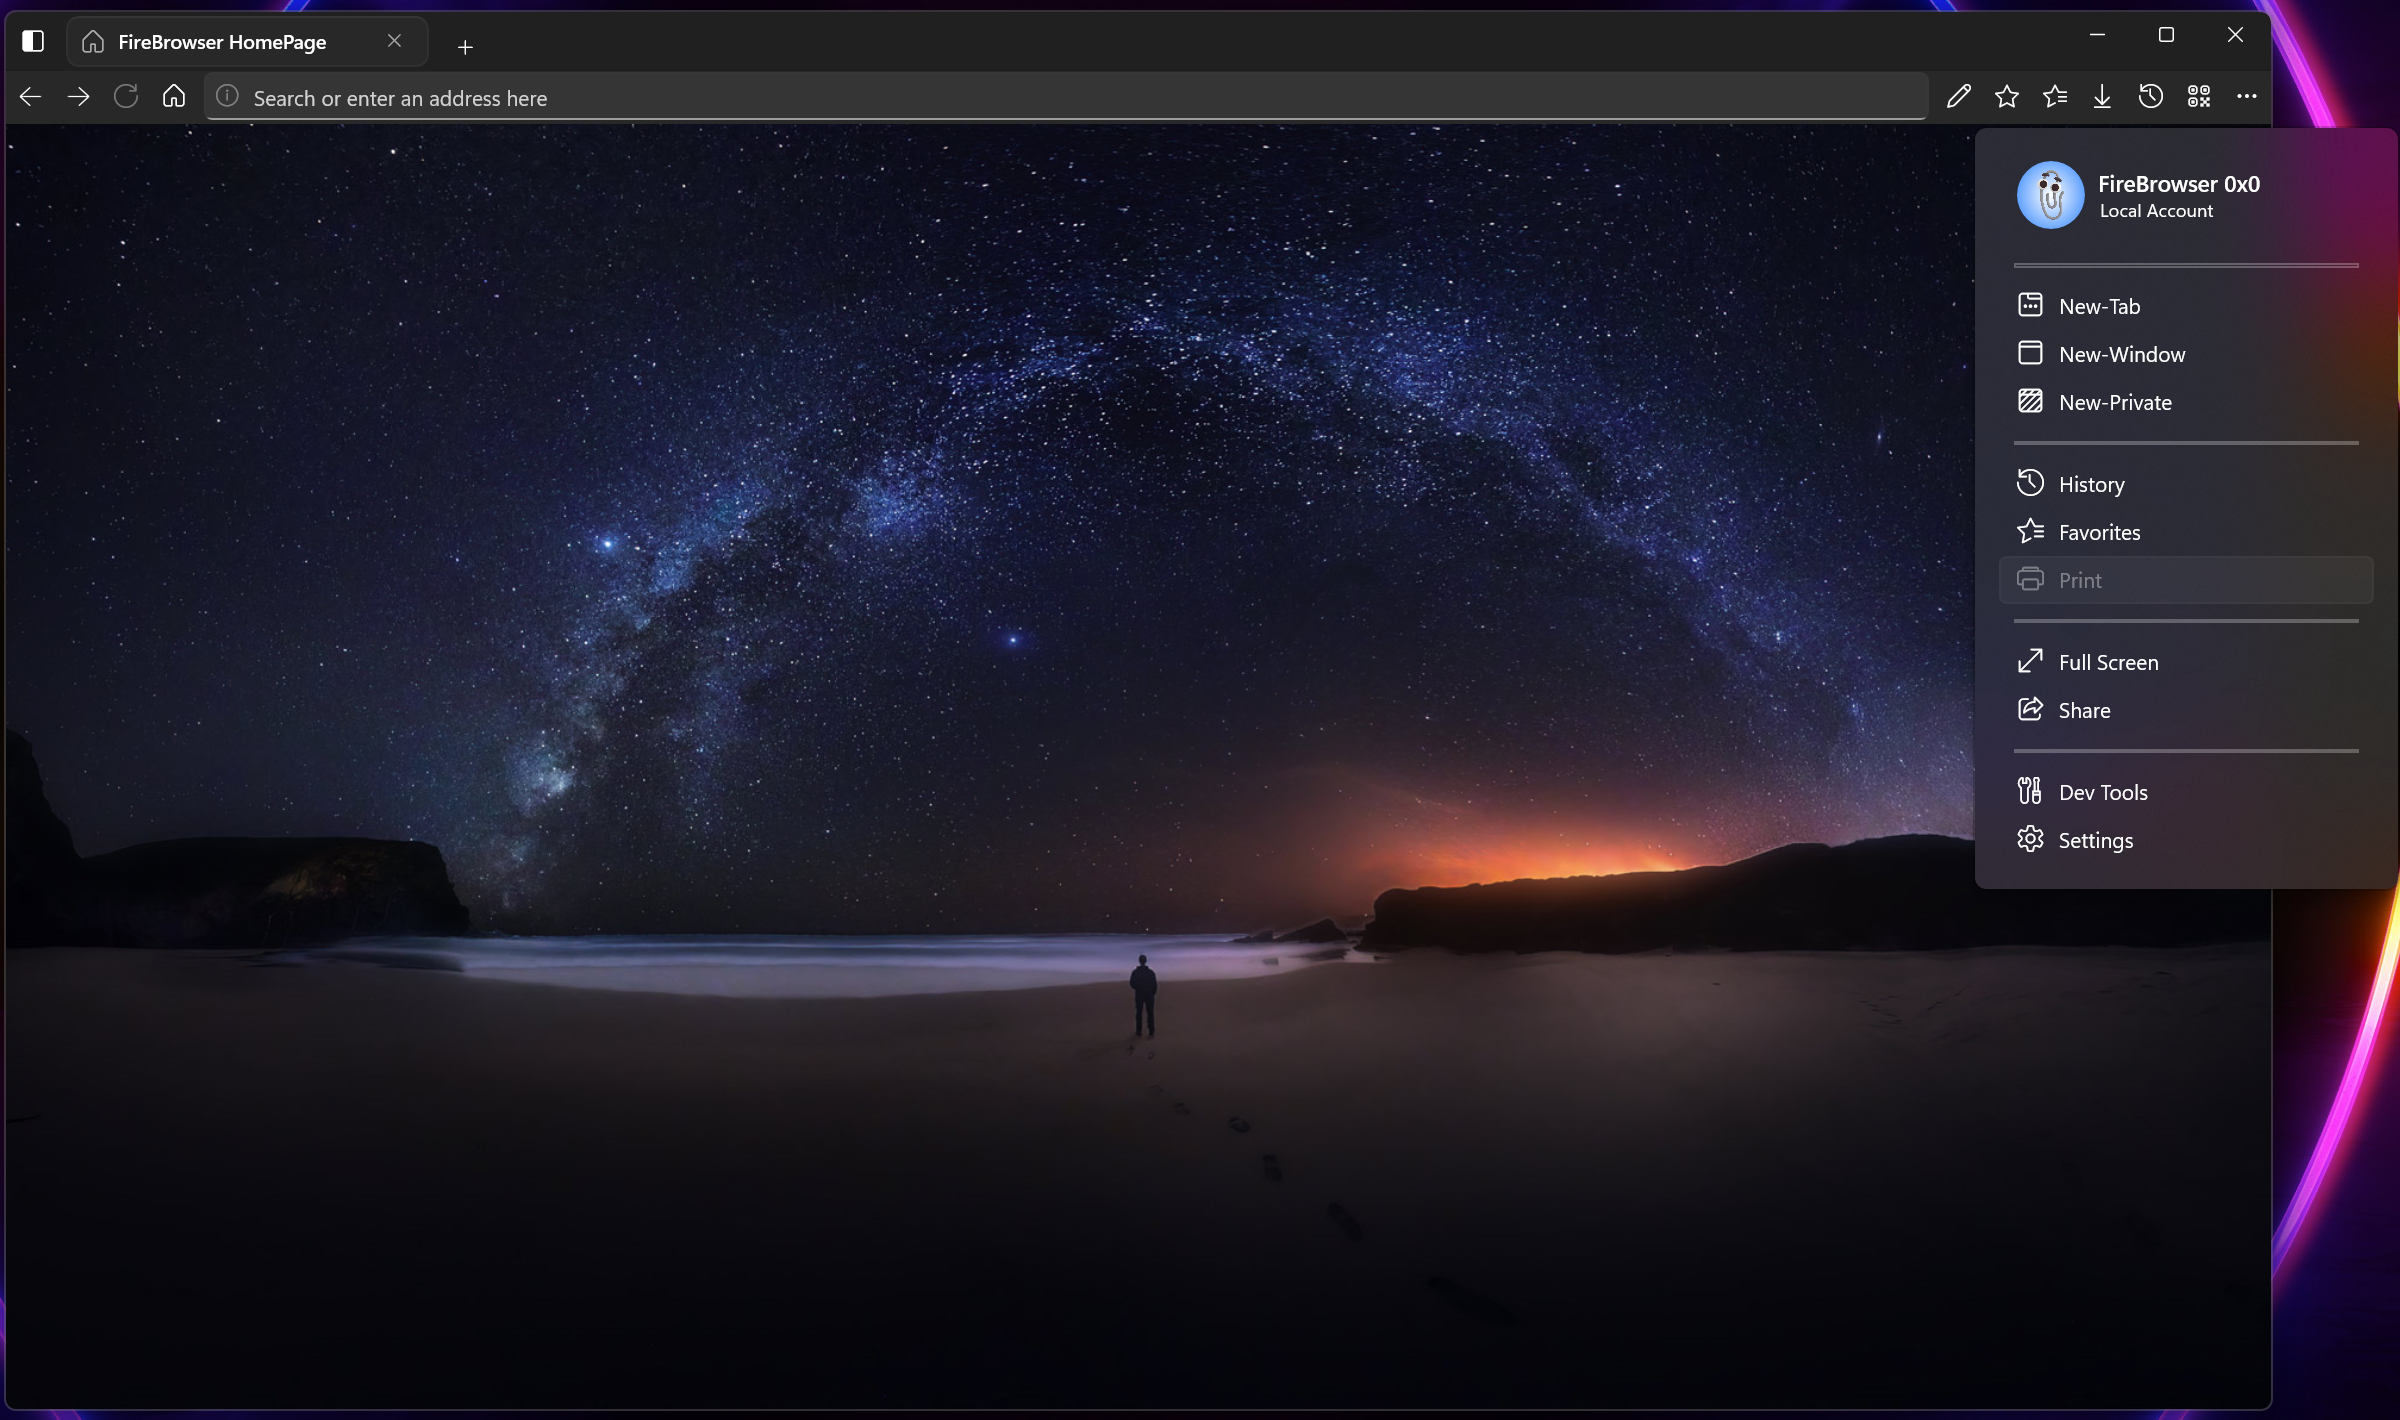 FireBrowser HomePage
Search or enter an address here
FireBrowser 0x0
Local Account
New-Tab
New-Window
New-Private
History
Favorites
Print
Full Screen
Share
Dev Tools
Settings